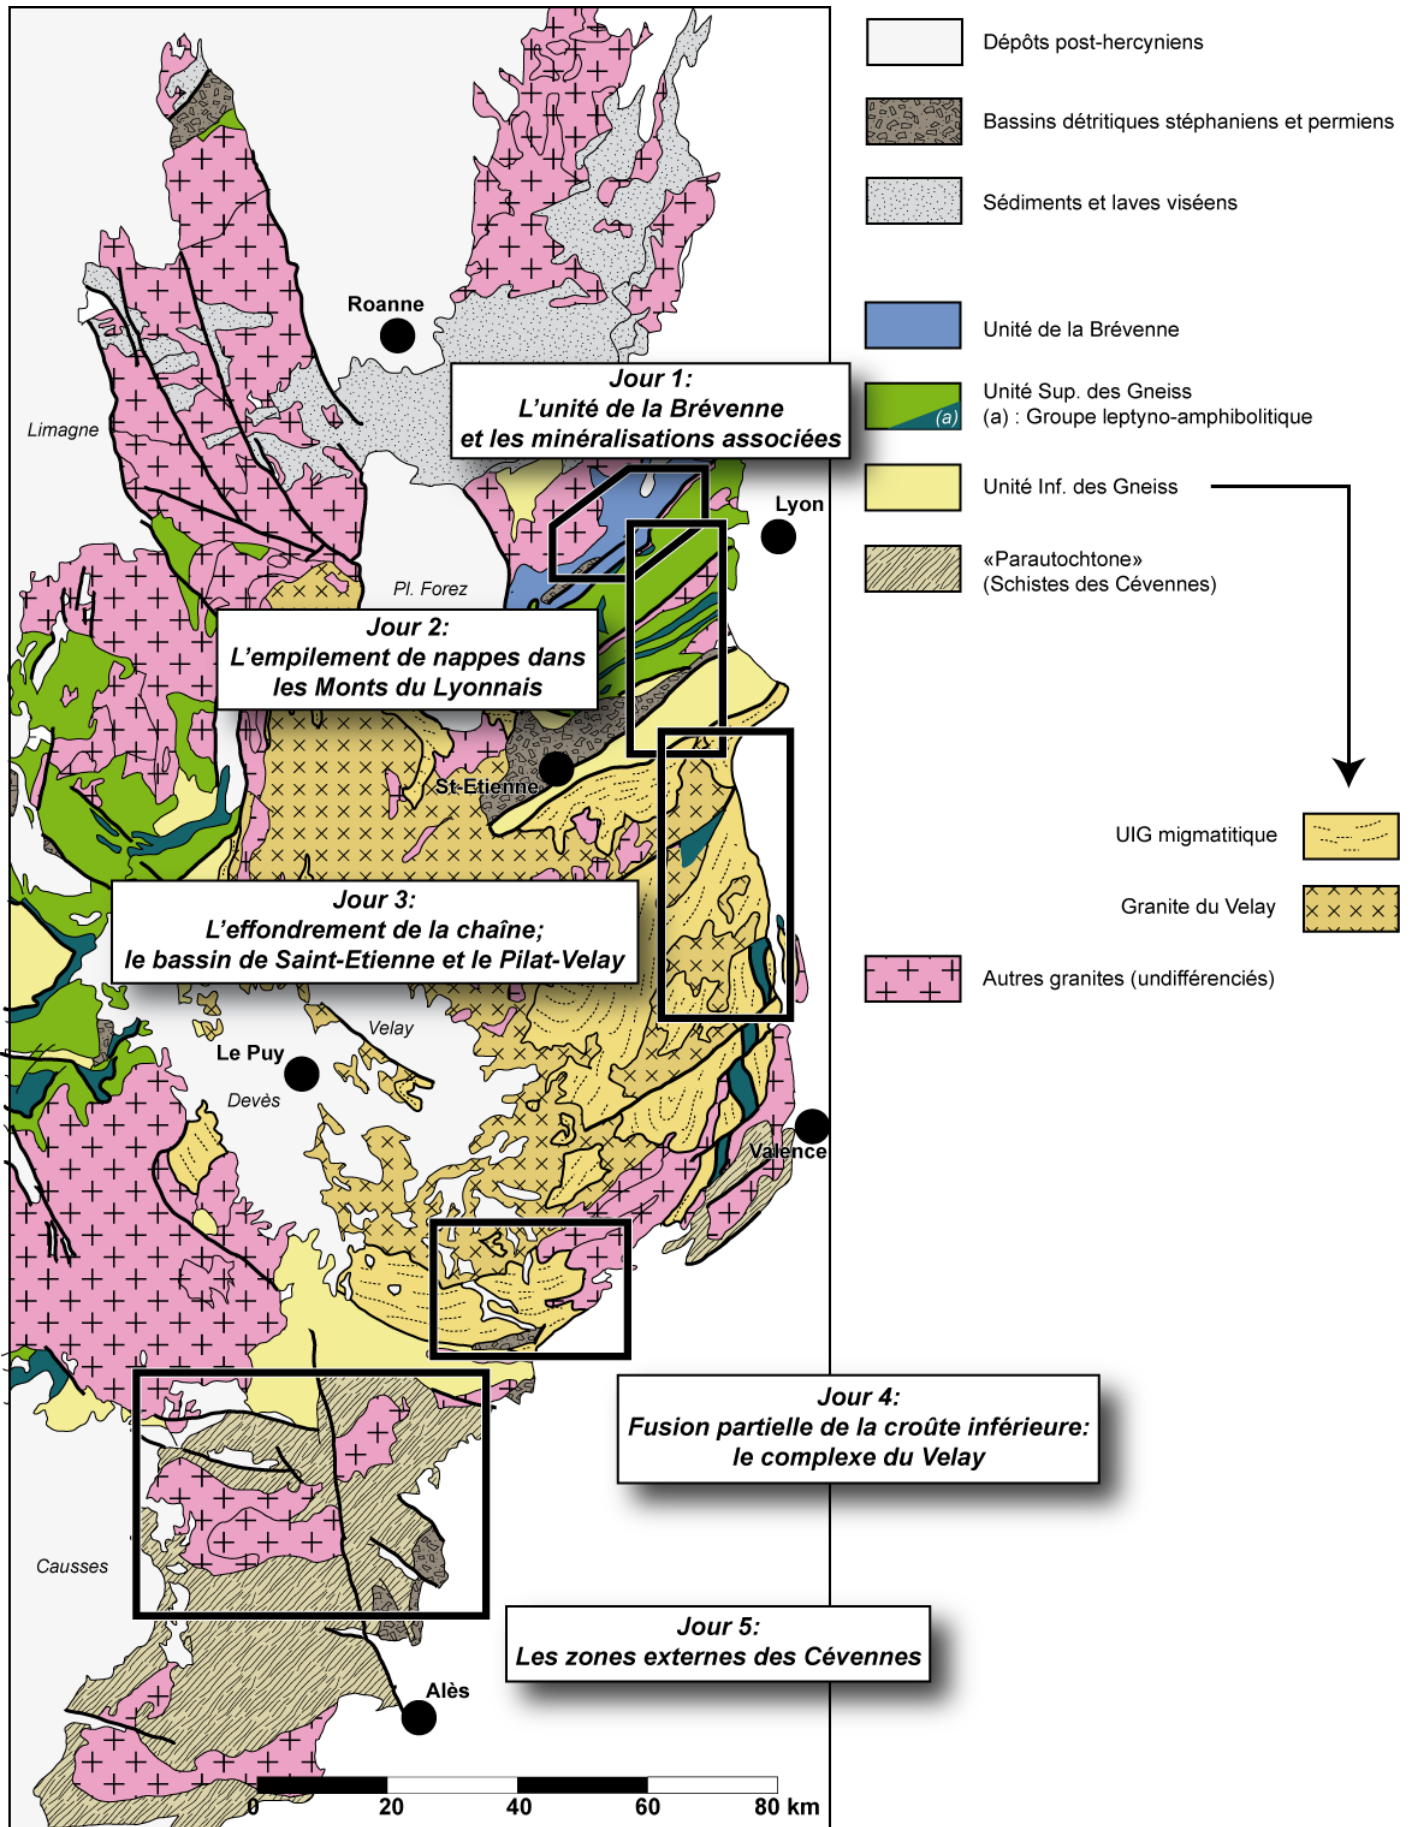 Dépôts post-hercyniens
Bassins détritiques stéphaniens et permiens
Sédiments et laves viséens
Unité de la Brévenne
Unité Sup. des Gneiss
(a)
(a) : Groupe leptyno-amphibolitique
Unité Inf. des Gneiss
«Parautochtone»
(Schistes des Cévennes)
UIG migmatitique
Granite du Velay
Autres granites (undifférenciés)
Roanne
Jour 1:
L'unité de la Brévenne
et les minéralisations associées
Limagne
Lyon
Pl. Forez
Jour 2:
L'empilement de nappes dans
les Monts du Lyonnais
St-Etienne
Jour 3:
L'effondrement de la chaîne;
le bassin de Saint-Etienne et le Pilat-Velay
Velay
Le Puy
Devès
Valence
Jour 4:
Fusion partielle de la croûte inférieure:
le complexe du Velay
Causses
Jour 5:
Les zones externes des Cévennes
Alès
0 20 40 60 80 km